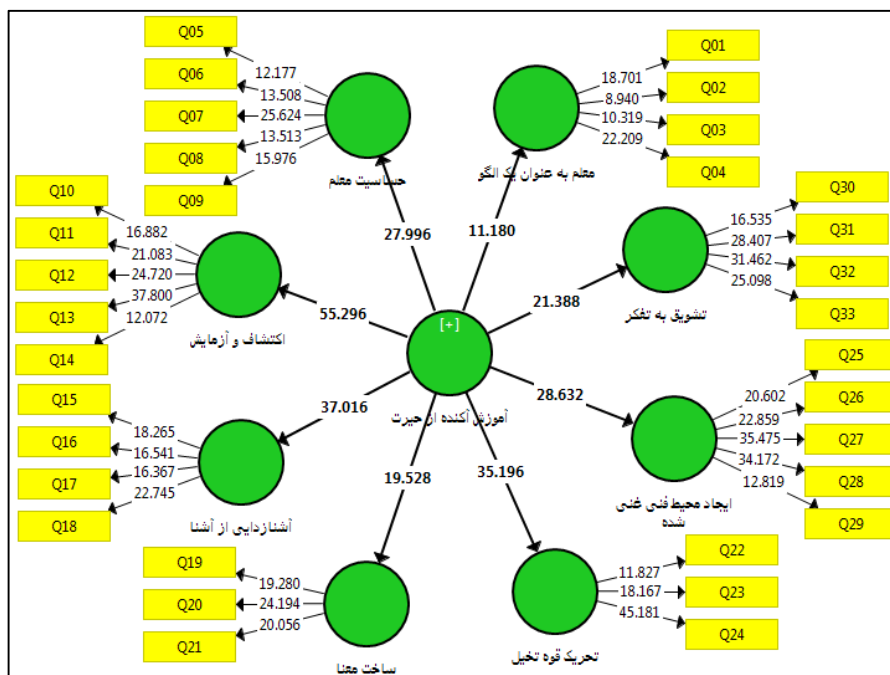 Q05
Q06
Q07
Q08
Q09
12.177
13.508
25.624
13.513
15.976
حساسیت معلم
Q01
Q02
Q03
Q04
18.701
8.940
10.319
22.209
معلم به عنوان یک الگو
Q10
Q11
Q12
Q13
Q14
16.882
21.083
24.720
37.800
12.072
اکتشاف و آزمایش
Q30
Q31
Q32
Q33
16.535
28.407
31.462
25.098
تشویق به تفکر
27.996
11.180
21.388
55.296
[+]
آموزش آکنده از حیرت
28.632
37.016
19.528
35.196
Q15
Q16
Q17
Q18
18.265
16.541
16.367
22.745
آشنازدایی از آشنا
Q25
Q26
Q27
Q28
Q29
20.602
22.859
35.475
34.172
12.819
ایجاد محیط فنی غنی
شده
Q19
Q20
Q21
19.280
24.194
20.056
ساخت معنا
Q22
Q23
Q24
11.827
18.167
45.181
تحریک قوه تخیل